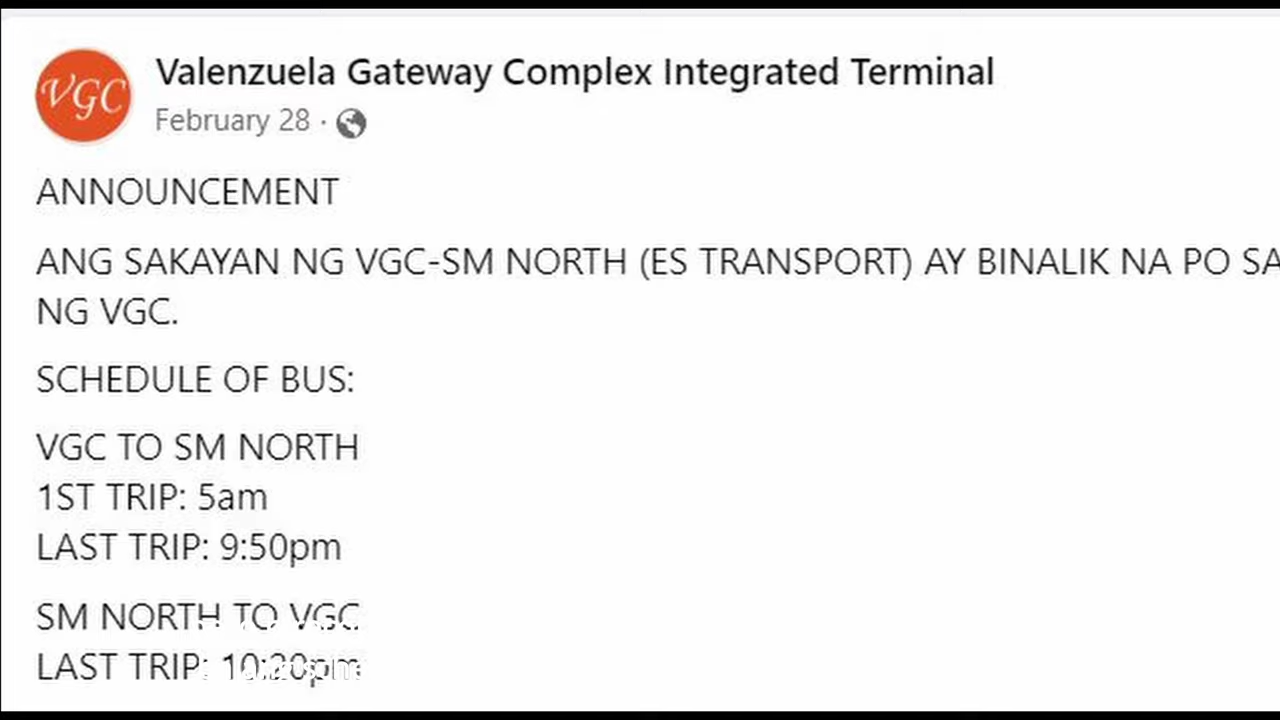 VGC
Valenzuela Gateway Complex Integrated Terminal
February 28 ·
ANNOUNCEMENT
ANG SAKAYAN NG VGC-SM NORTH (ES TRANSPORT) AY BINALIK NA PO SA
NG VGC.
SCHEDULE OF BUS:
VGC TO SM NORTH
1ST TRIP: 5am
LAST TRIP: 9:50pm
SM NORTH TO VGC
LAST TRIP: